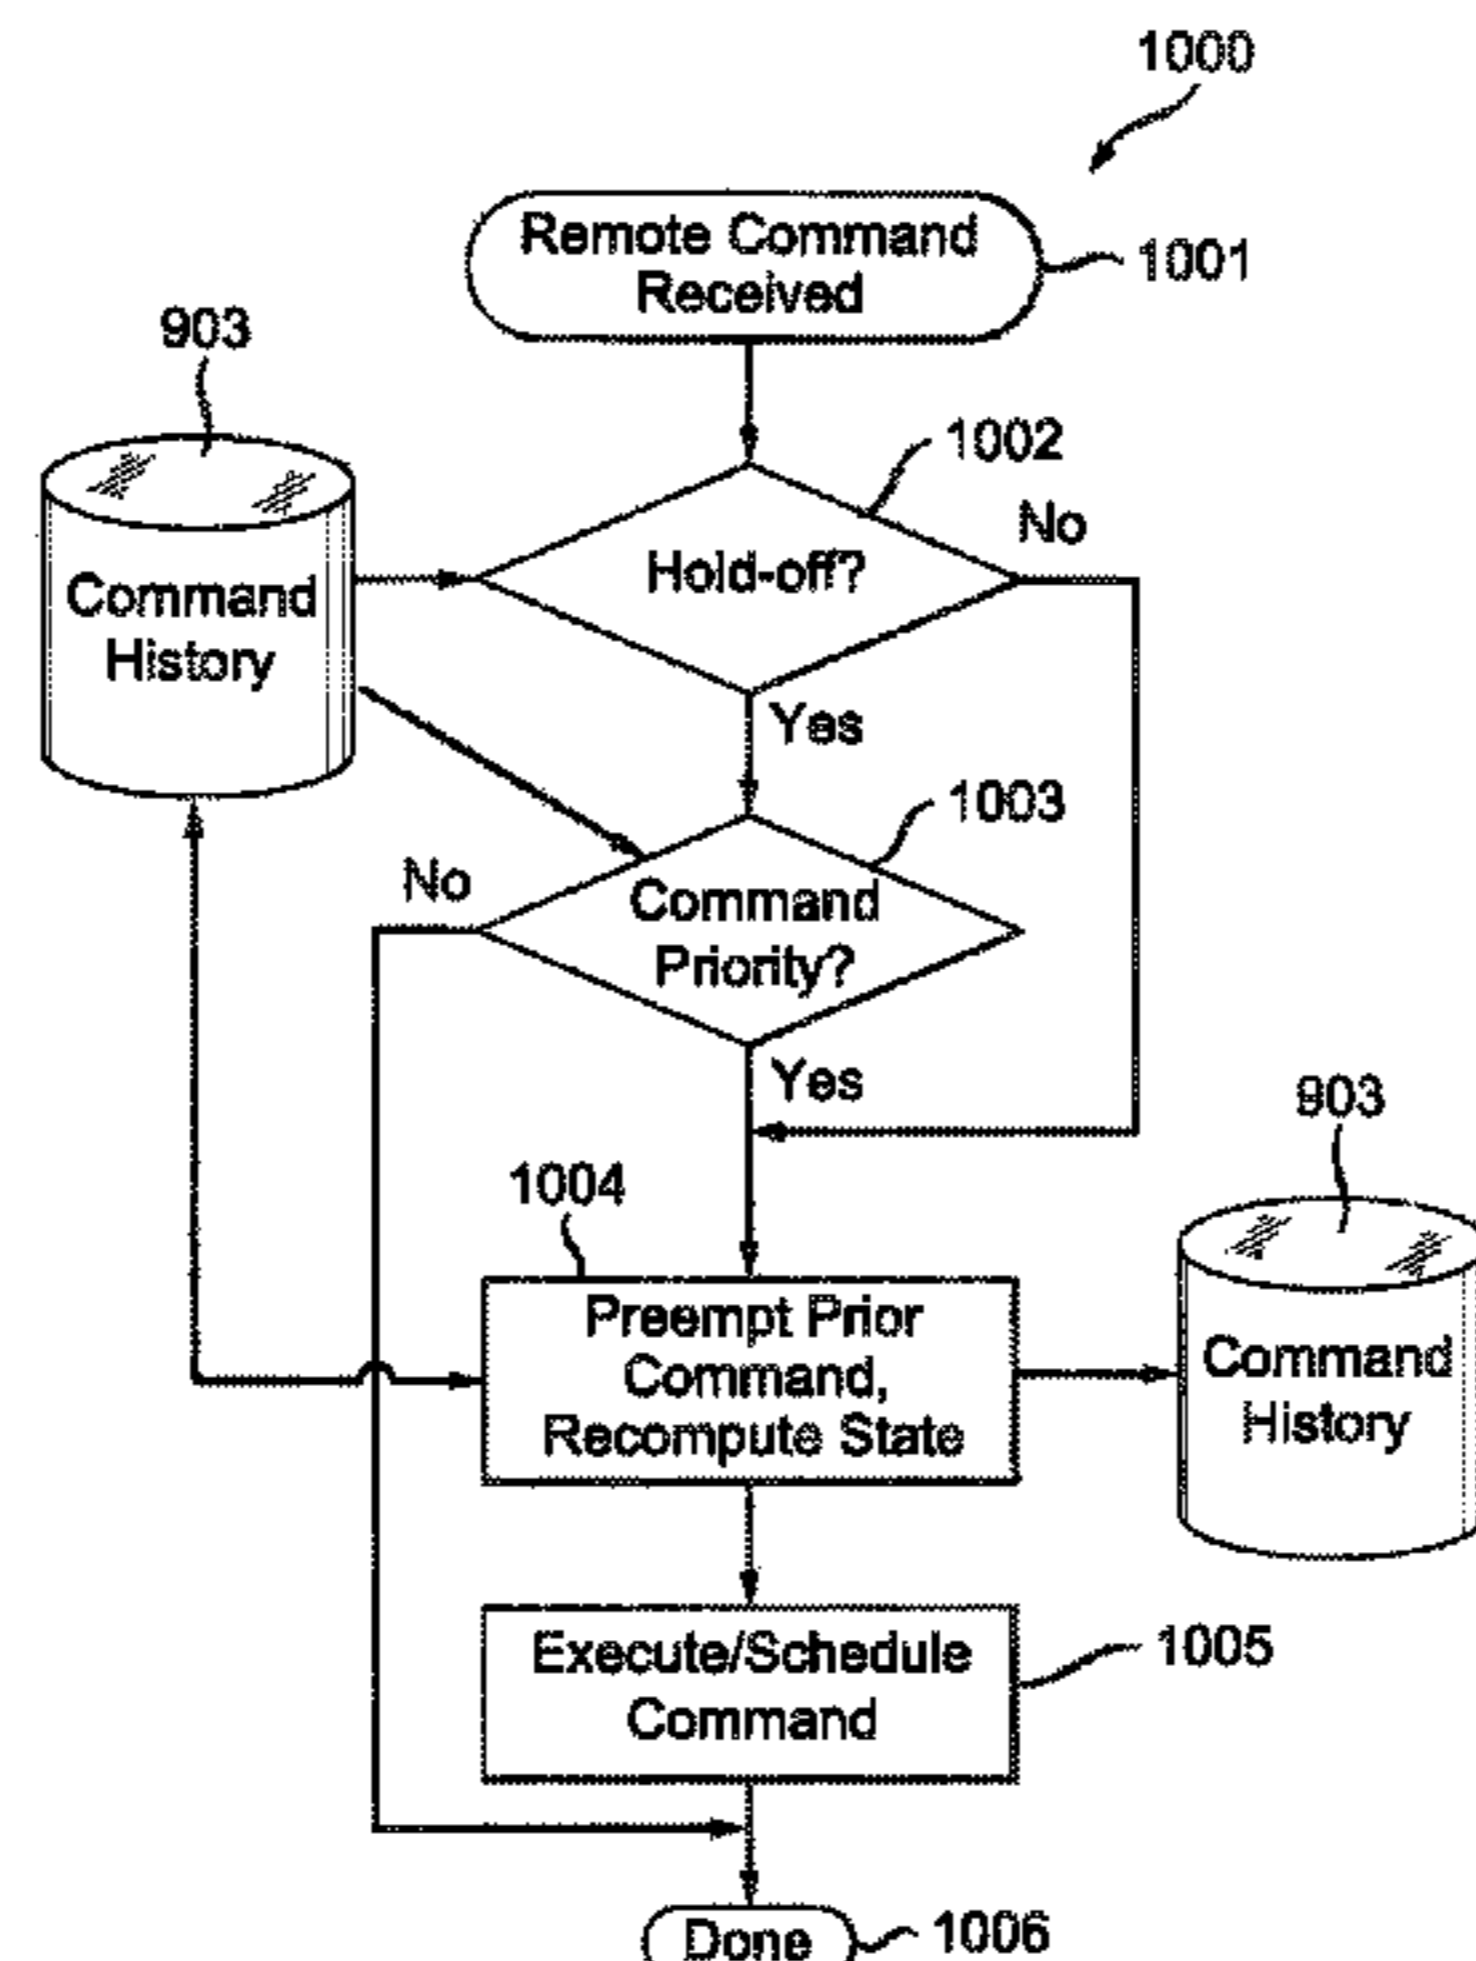 1000
Remote Command
Received
1001
903
1002
No
Hold-off?
Command
History
Yes
1003
No
Command
Priority?
Yes
903
1004
Preempt Prior
Command,
Recompute State
Command
History
Execute/Schedule
Command
1005
Done
1006